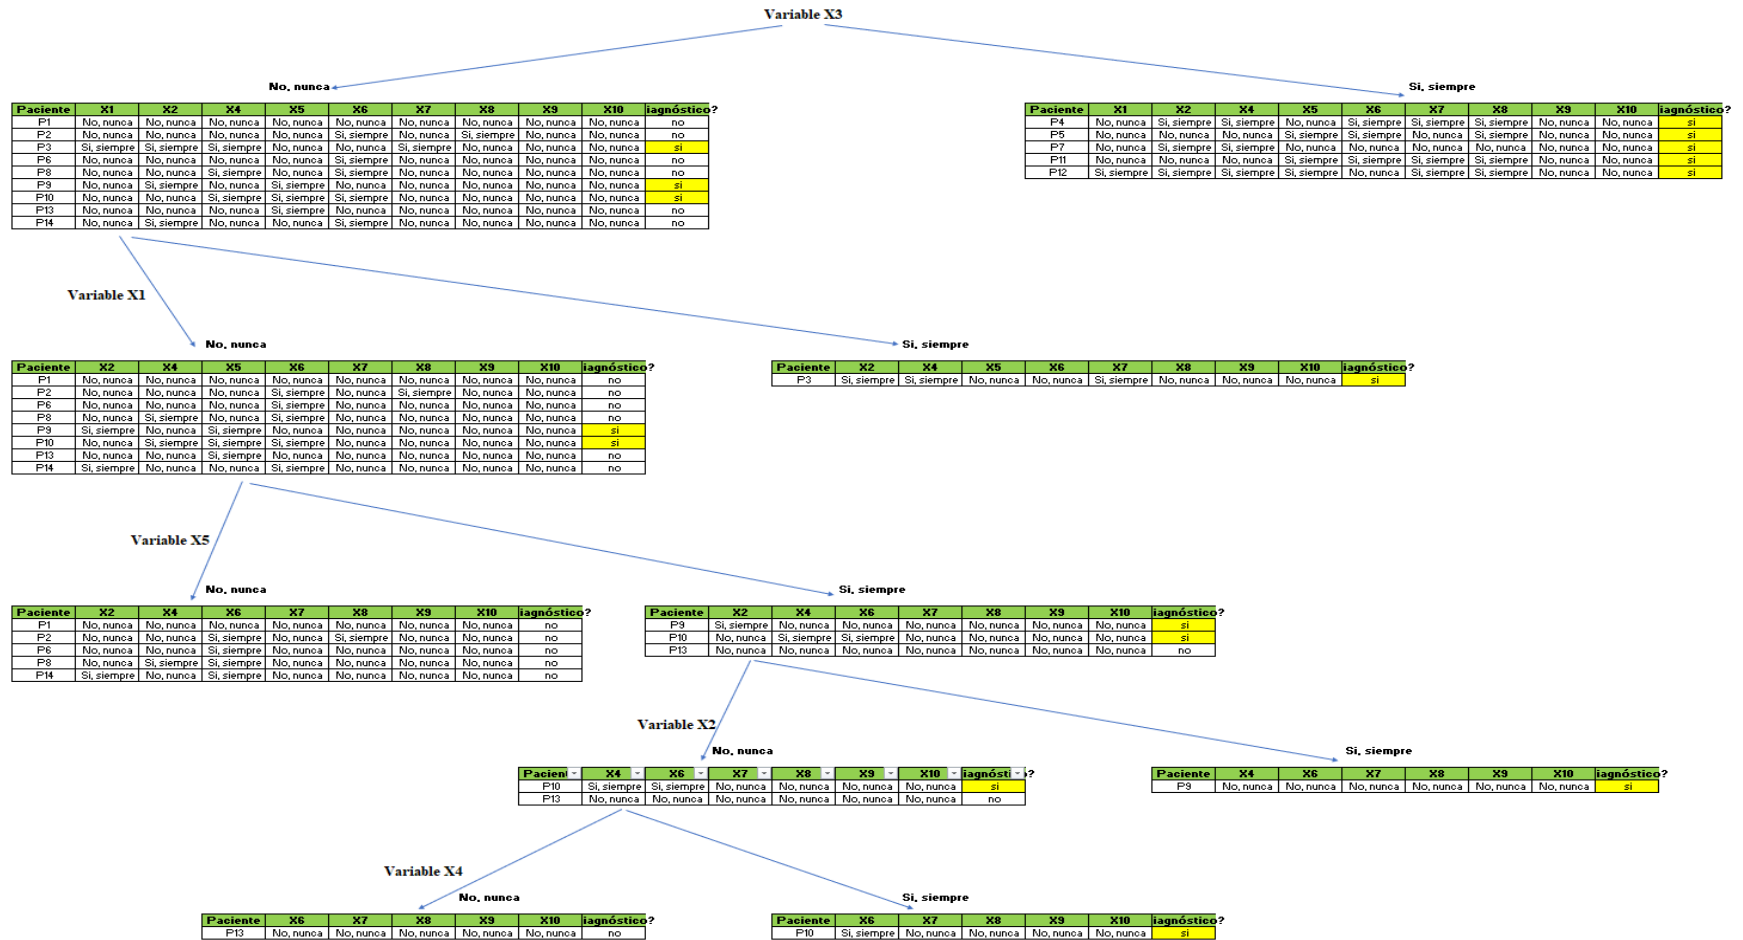 Variable X3
No, nunca
Paciente X1 X2 X4 X5 X6 X7 X8 X9 X10 iagnóstico?
P1 No, nunca No, nunca No, nunca No, nunca No, nunca No, nunca No, nunca No, nunca No, nunca no
P2 No, nunca No, nunca No, nunca No, nunca Si, siempre No, nunca Si, siempre No, nunca No, nunca no
P3 Si, siempre Si, siempre Si, siempre No, nunca No, nunca Si, siempre No, nunca No, nunca No, nunca si
P6 No, nunca No, nunca No, nunca No, nunca Si, siempre No, nunca No, nunca No, nunca No, nunca no
P8 No, nunca No, nunca Si, siempre No, nunca Si, siempre No, nunca No, nunca No, nunca No, nunca no
P9 No, nunca Si, siempre No, nunca Si, siempre No, nunca No, nunca No, nunca No, nunca No, nunca si
P10 No, nunca No, nunca Si, siempre Si, siempre Si, siempre No, nunca No, nunca No, nunca No, nunca si
P13 No, nunca No, nunca No, nunca Si, siempre No, nunca No, nunca No, nunca No, nunca No, nunca no
P14 No, nunca Si, siempre No, nunca No, nunca Si, siempre No, nunca No, nunca No, nunca No, nunca no
Si, siempre
Paciente X1 X2 X4 X5 X6 X7 X8 X9 X10 iagnóstico?
P4 No, nunca Si, siempre Si, siempre No, nunca Si, siempre Si, siempre Si, siempre No, nunca No, nunca si
P5 No, nunca No, nunca No, nunca Si, siempre Si, siempre No, nunca Si, siempre No, nunca No, nunca si
P7 No, nunca Si, siempre Si, siempre No, nunca Si, siempre No, nunca Si, siempre No, nunca No, nunca si
P11 No, nunca No, nunca No, nunca Si, siempre Si, siempre Si, siempre Si, siempre No, nunca No, nunca si
P12 Si, siempre Si, siempre Si, siempre Si, siempre No, nunca Si, siempre Si, siempre No, nunca No, nunca si
Variable X1
No, nunca
Paciente X2 X4 X5 X6 X7 X8 X9 X10 iagnóstico?
P1 No, nunca No, nunca No, nunca No, nunca No, nunca No, nunca No, nunca No, nunca no
P2 No, nunca No, nunca No, nunca Si, siempre No, nunca Si, siempre No, nunca No, nunca no
P6 No, nunca No, nunca No, nunca Si, siempre No, nunca No, nunca No, nunca No, nunca no
P8 No, nunca Si, siempre No, nunca Si, siempre No, nunca No, nunca No, nunca No, nunca no
P9 Si, siempre No, nunca Si, siempre No, nunca No, nunca No, nunca No, nunca No, nunca si
P10 No, nunca Si, siempre Si, siempre Si, siempre No, nunca No, nunca No, nunca No, nunca si
P13 No, nunca No, nunca Si, siempre No, nunca No, nunca No, nunca No, nunca No, nunca no
P14 Si, siempre No, nunca No, nunca Si, siempre No, nunca No, nunca No, nunca No, nunca no
Si, siempre
Paciente X2 X4 X5 X6 X7 X8 X9 X10 iagnóstico?
P3 Si, siempre Si, siempre No, nunca No, nunca Si, siempre No, nunca No, nunca No, nunca si
Variable X5
No, nunca
Paciente X2 X4 X6 X7 X8 X9 X10 iagnóstico?
P1 No, nunca No, nunca No, nunca No, nunca No, nunca No, nunca No, nunca no
P2 No, nunca No, nunca Si, siempre No, nunca Si, siempre No, nunca No, nunca no
P6 No, nunca No, nunca Si, siempre No, nunca No, nunca No, nunca No, nunca no
P8 No, nunca Si, siempre Si, siempre No, nunca No, nunca No, nunca No, nunca no
P14 Si, siempre No, nunca Si, siempre No, nunca No, nunca No, nunca No, nunca no
Si, siempre
Paciente X2 X4 X6 X7 X8 X9 X10 iagnóstico?
P9 Si, siempre No, nunca No, nunca No, nunca No, nunca No, nunca No, nunca si
P10 No, nunca Si, siempre Si, siempre No, nunca No, nunca No, nunca No, nunca si
P13 No, nunca No, nunca No, nunca No, nunca No, nunca No, nunca No, nunca no
Variable X2
No, nunca
Pacien X4 X6 X7 X8 X9 X10 iagnósti ?
P10 Si, siempre Si, siempre No, nunca No, nunca No, nunca No, nunca si
P13 No, nunca No, nunca No, nunca No, nunca No, nunca No, nunca no
Si, siempre
Paciente X4 X6 X7 X8 X9 X10 iagnóstico?
P9 No, nunca No, nunca No, nunca No, nunca No, nunca No, nunca si
Variable X4
No, nunca
Paciente X6 X7 X8 X9 X10 iagnóstico?
P13 No, nunca No, nunca No, nunca No, nunca No, nunca no
Si, siempre
Paciente X6 X7 X8 X9 X10 iagnóstico?
P10 Si, siempre No, nunca No, nunca No, nunca No, nunca si